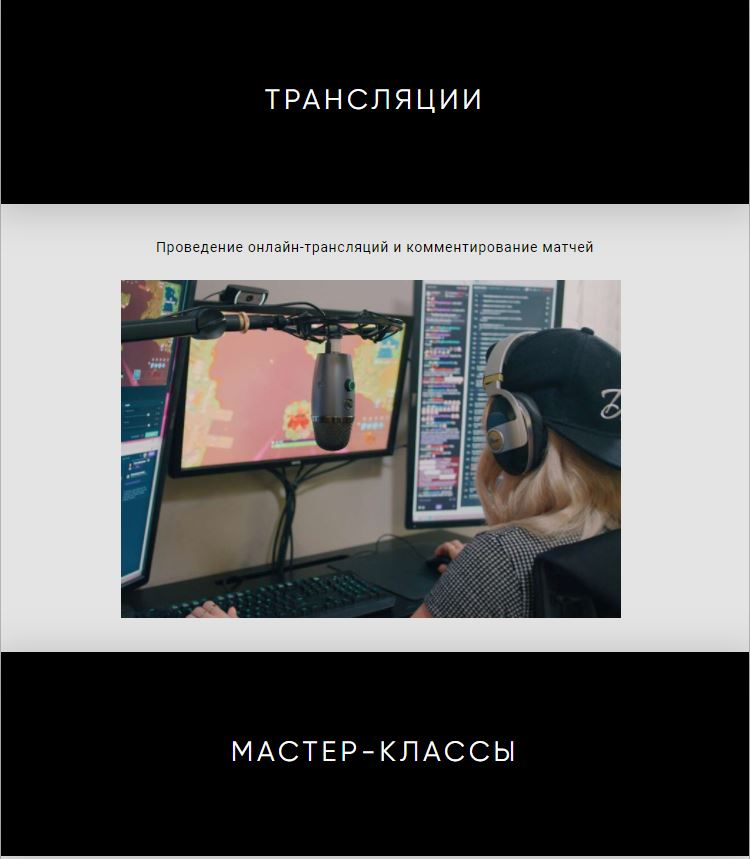 ТРАНСЛЯЦИИ
Проведение онлайн-трансляций и комментирование матчей
МАСТЕР-КЛАССЫ